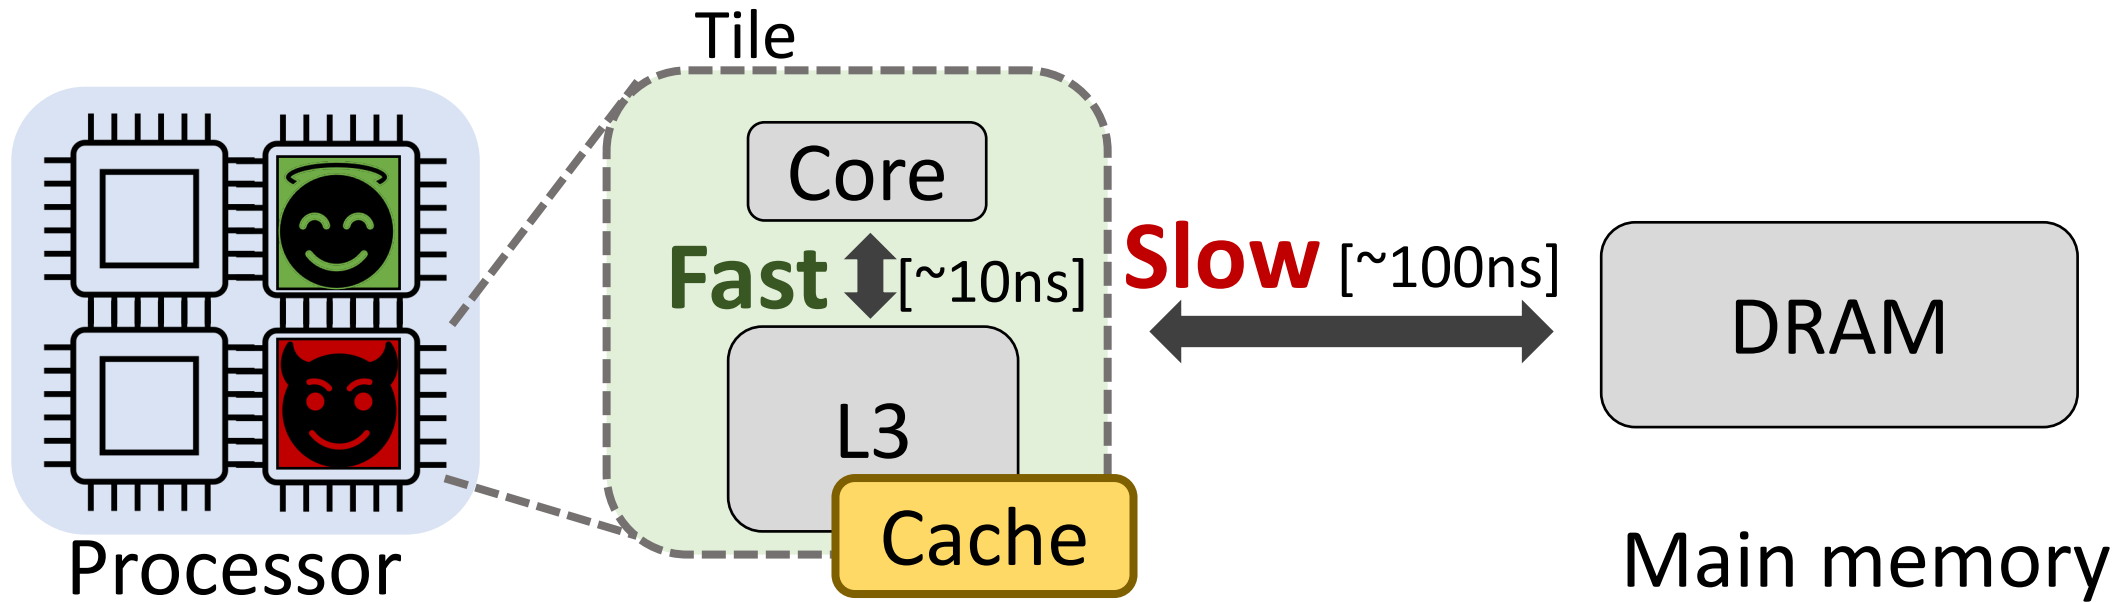 Tile
Core
Fast [~10ns]
Slow [~100ns]
L3
Cache
DRAM
Processor
Main memory